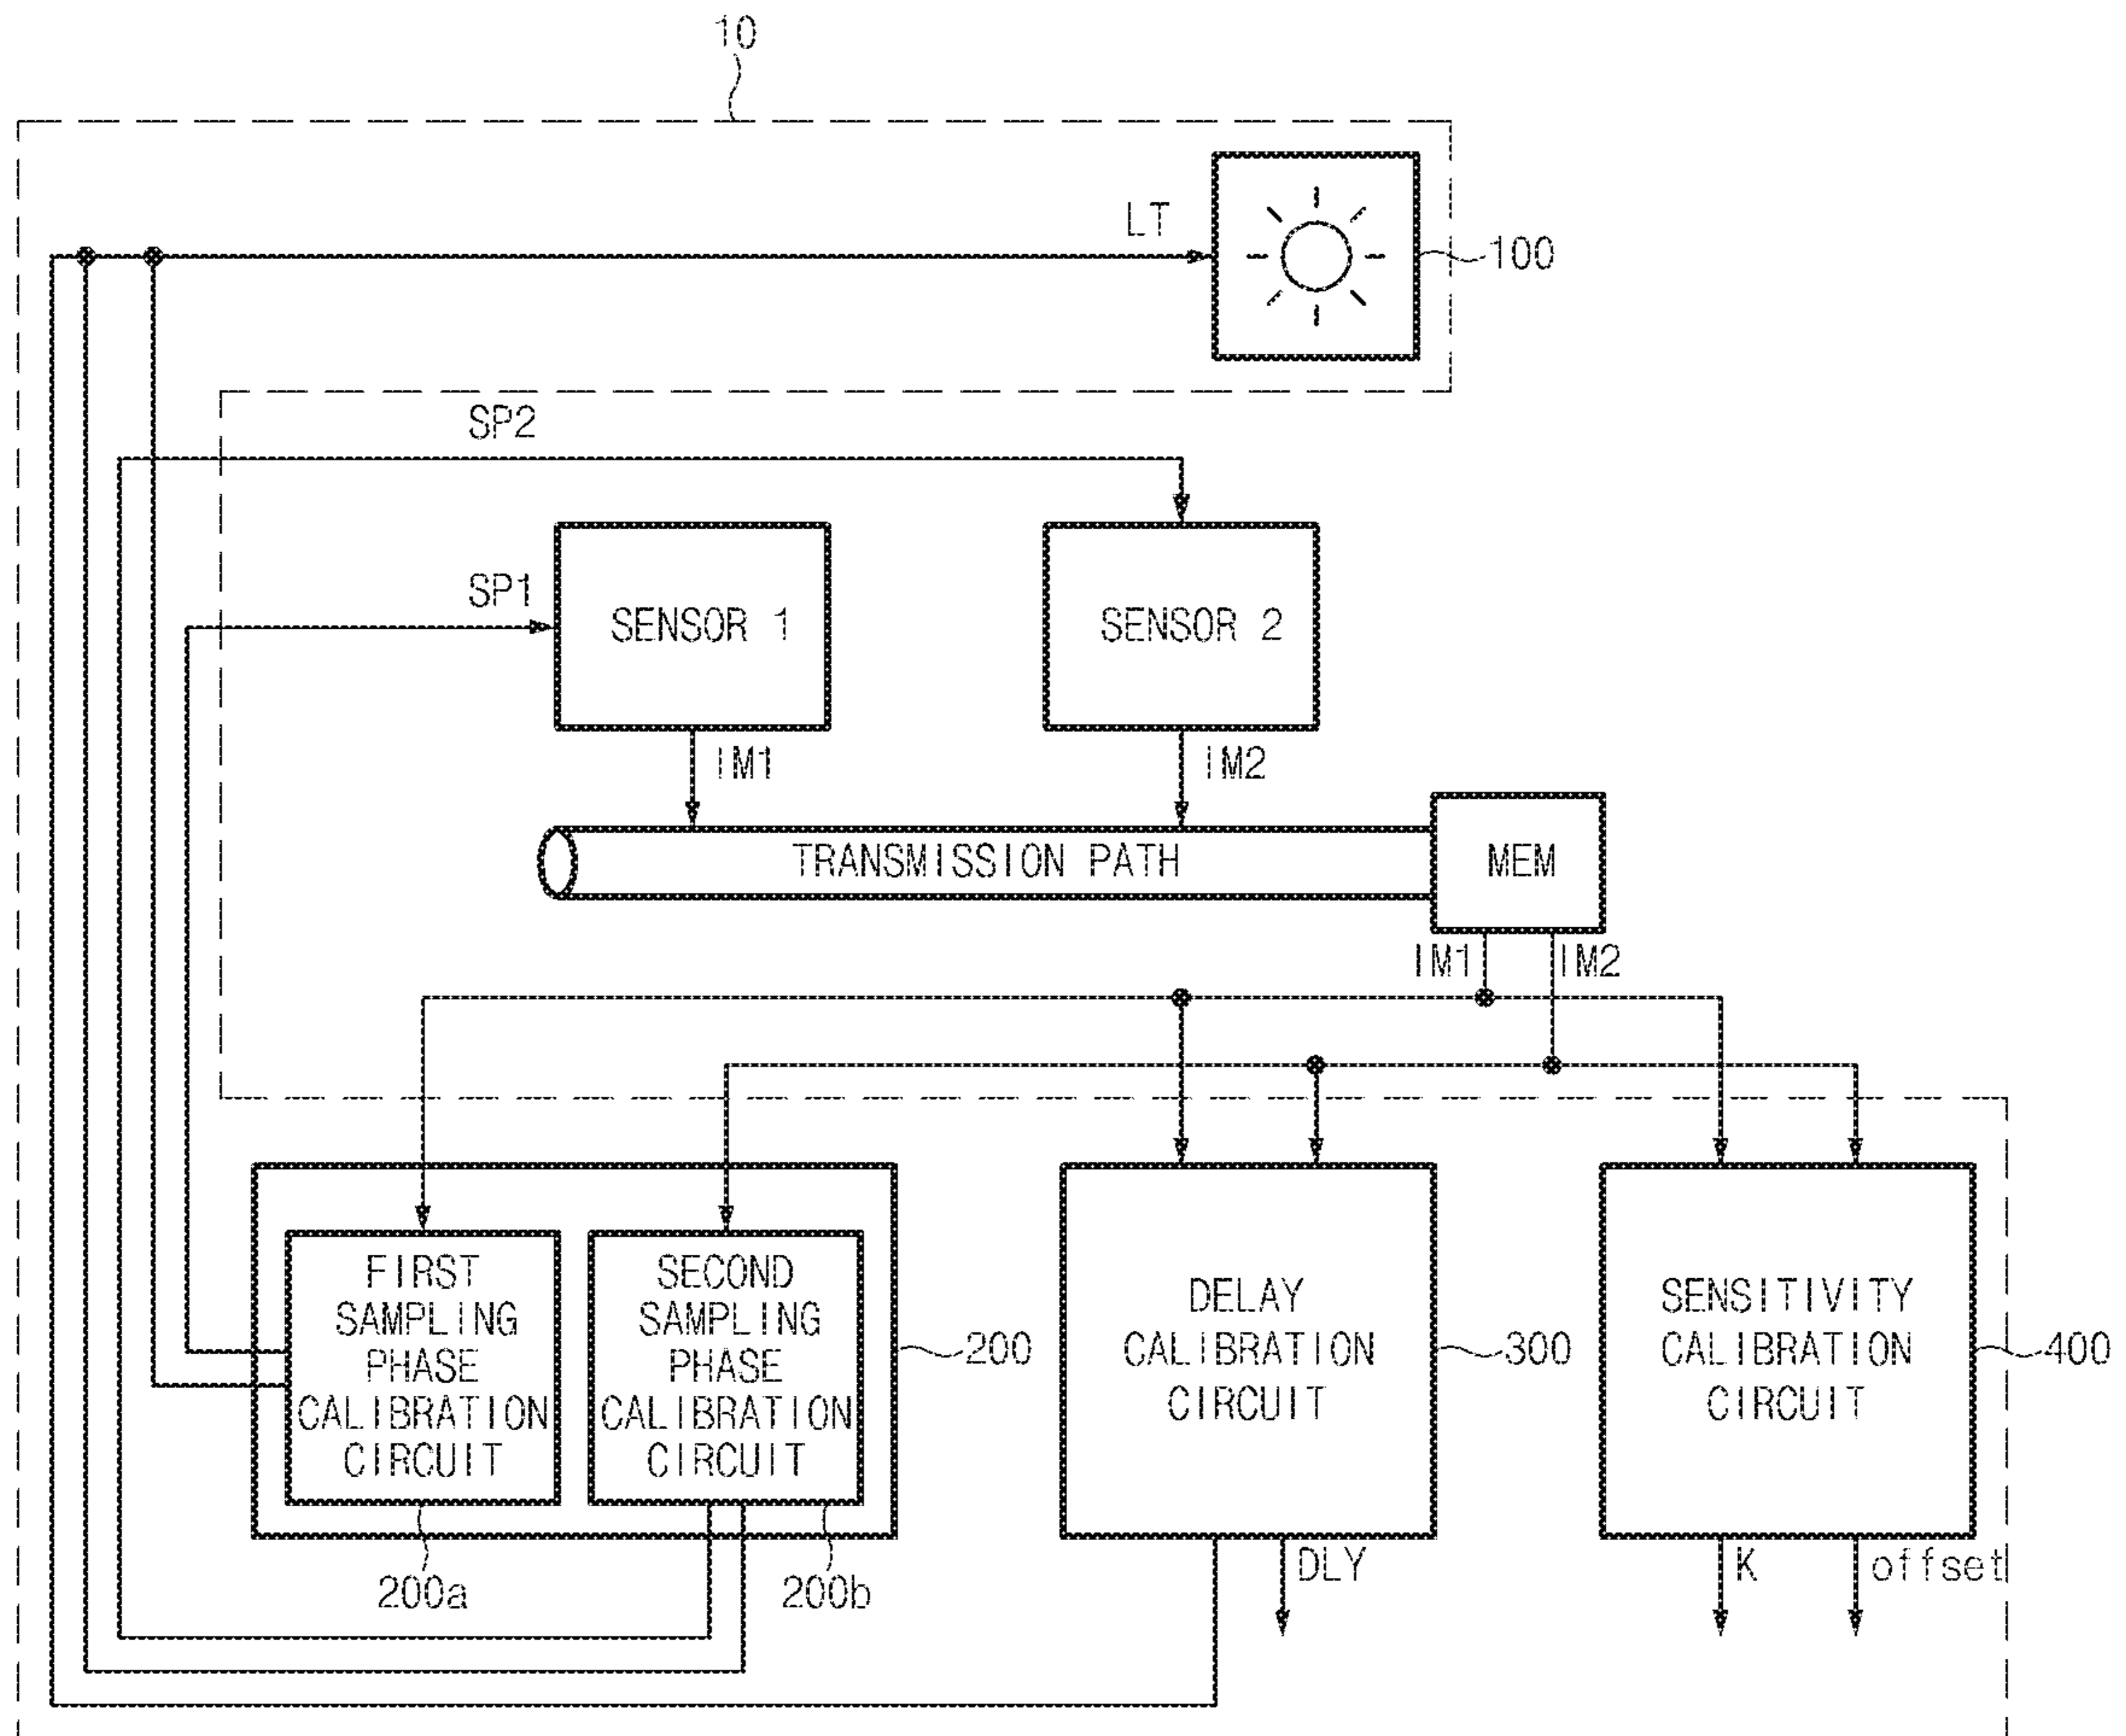 10
LT
100
SP2
SP1
SENSOR 1
SENSOR 2
IM1
IM2
TRANSMISSION PATH
MEM
IM1
IM2
FIRST
SAMPLING
PHASE
CALIBRATION
CIRCUIT
SECOND
SAMPLING
PHASE
CALIBRATION
CIRCUIT
200
DELAY
CALIBRATION
CIRCUIT
300
SENSITIVITY
CALIBRATION
CIRCUIT
400
200a
200b
DLY
K
offset